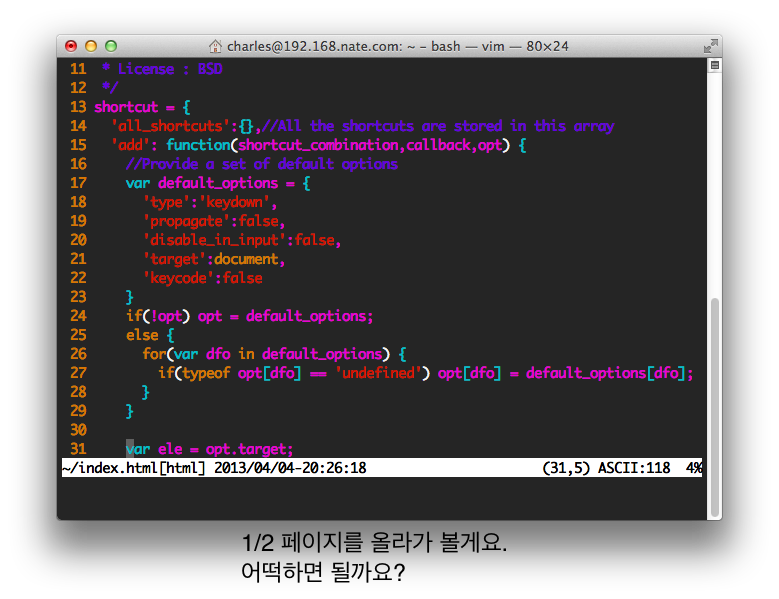 charles@192.168.nate.com: ~ – bash — vim — 80×24
11  * License : BSD
12  */
13 shortcut = {
14   'all_shortcuts':{},//All the shortcuts are stored in this array
15   'add': function(shortcut_combination,callback,opt) {
16     //Provide a set of default options
17     var default_options = {
18       'type':'keydown',
19       'propagate':false,
20       'disable_in_input':false,
21       'target':document,
22       'keycode':false
23     }
24     if(!opt) opt = default_options;
25     else {
26       for(var dfo in default_options) {
27         if(typeof opt[dfo] == 'undefined') opt[dfo] = default_options[dfo];
28       }
29     }
30
31     var ele = opt.target;
~/index.html[html] 2013/04/04-20:26:18 (31,5) ASCII:118 4%
1/2 페이지를 올라가 볼게요.
어떡하면 될까요?